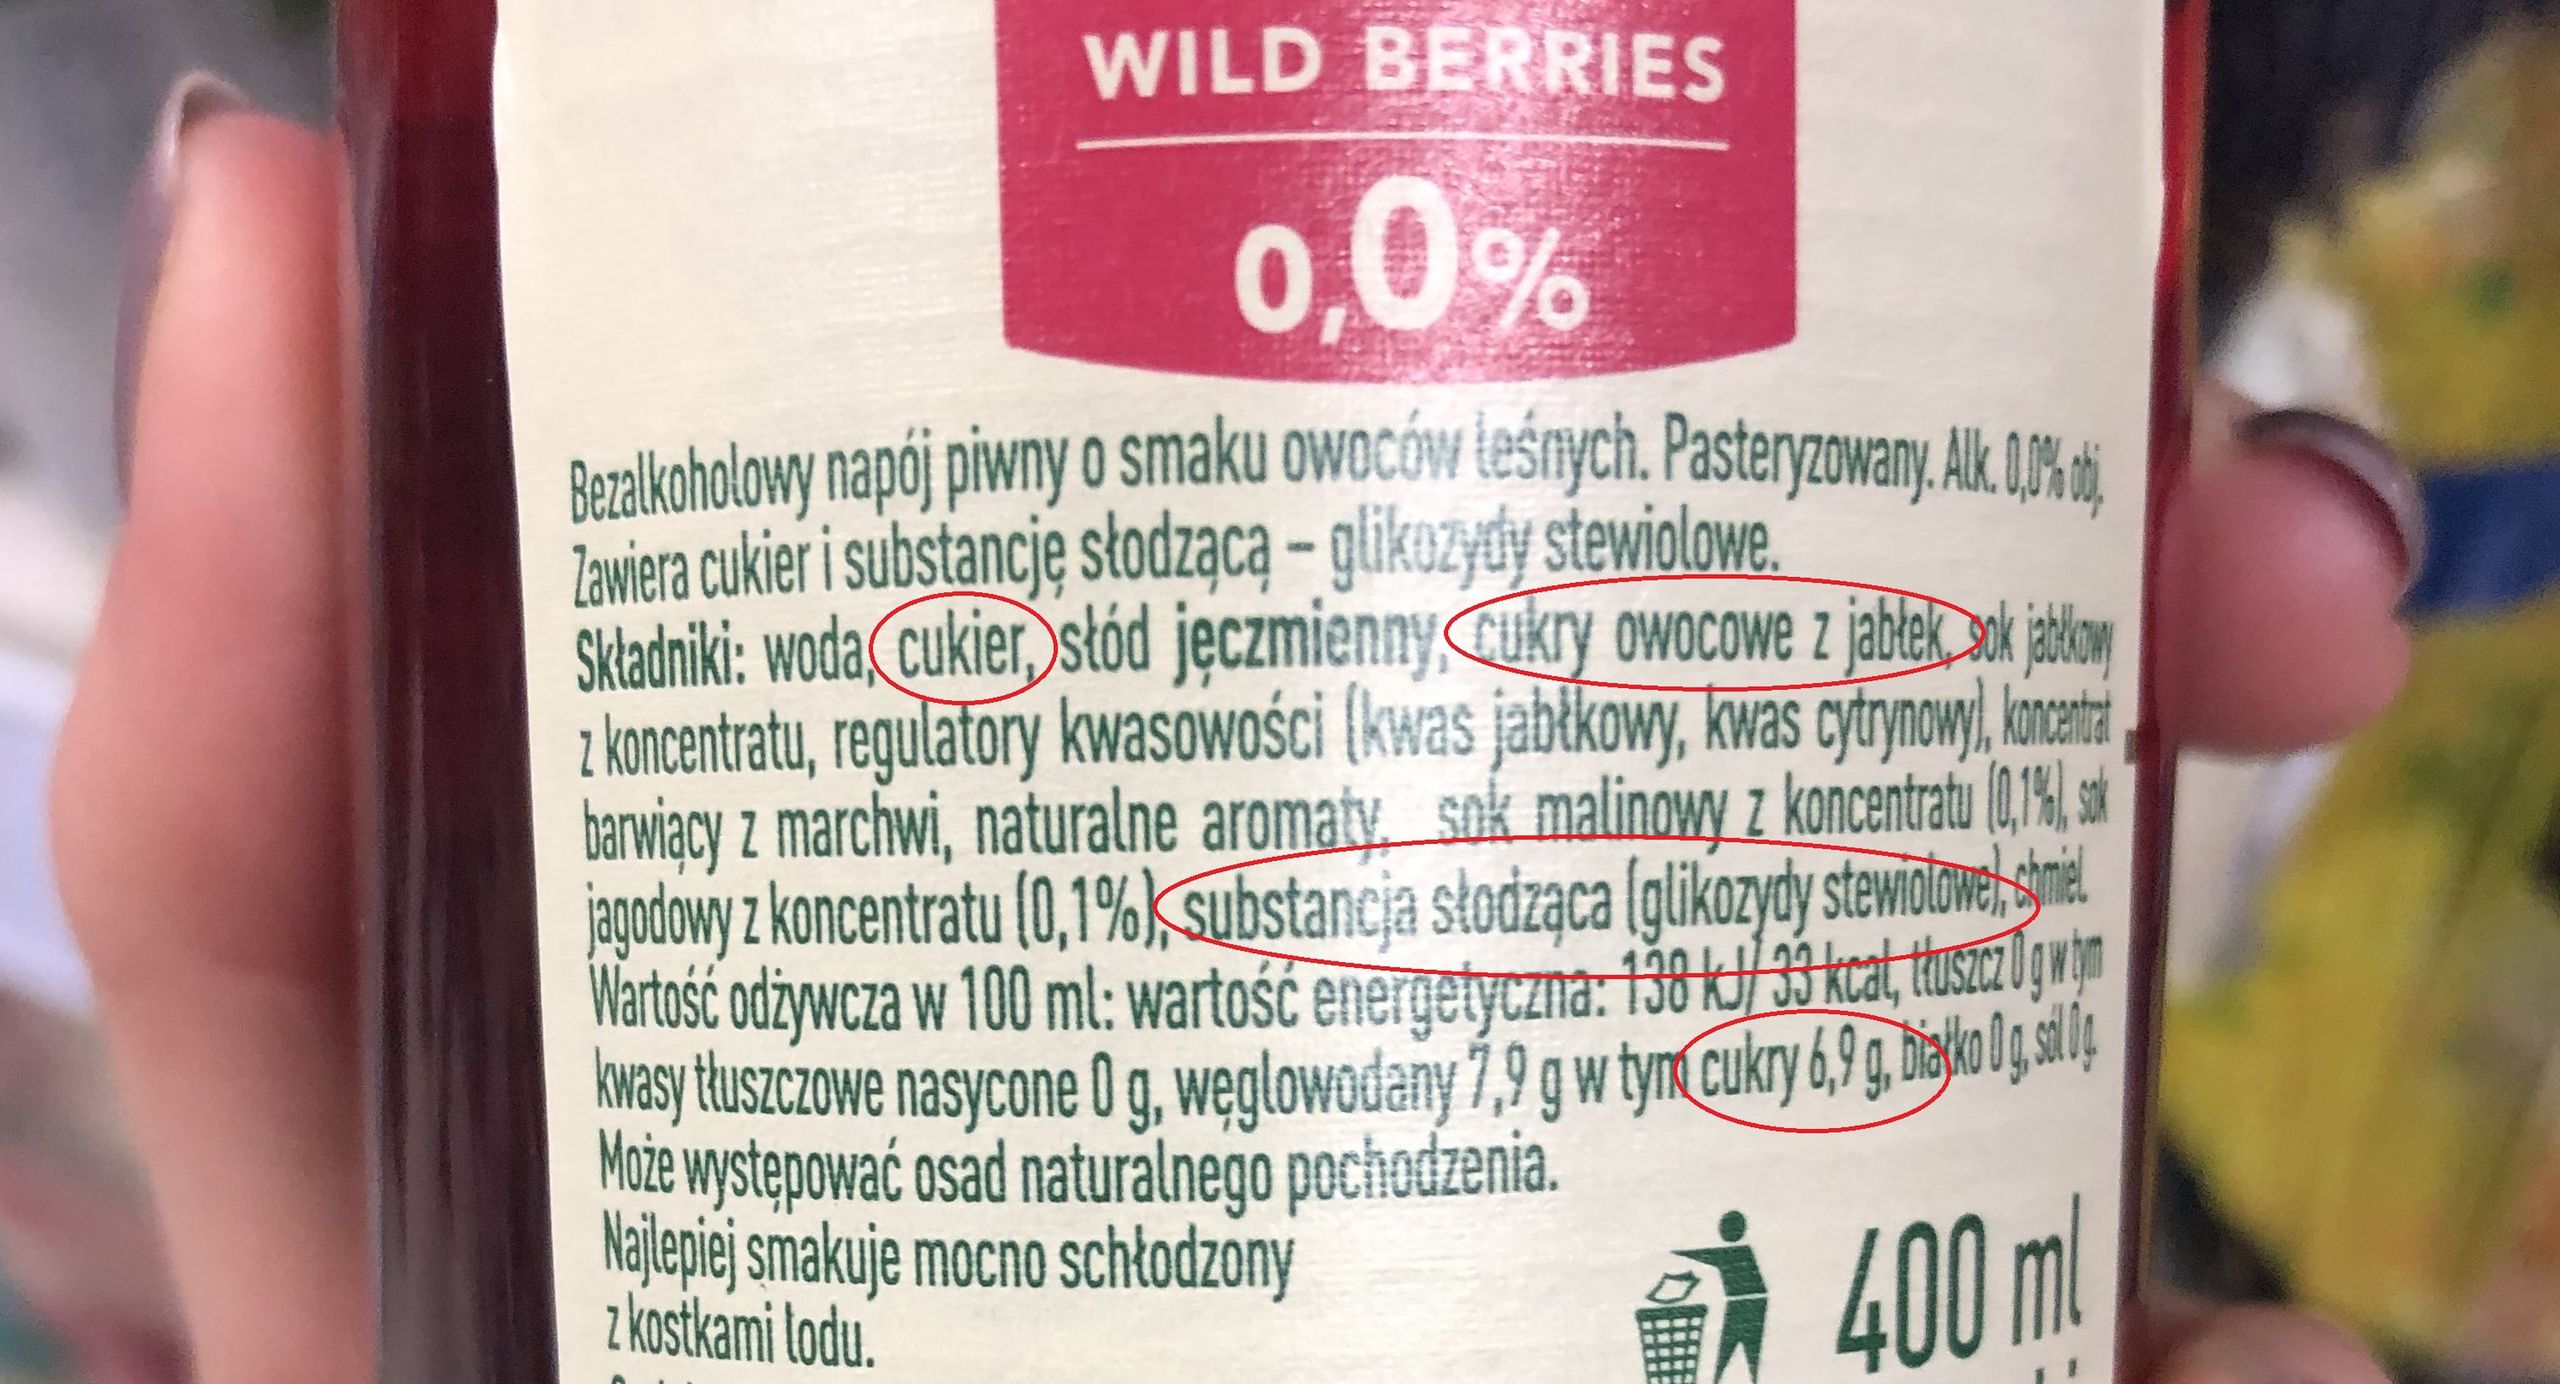 WILD BERRIES
0,0%
Bezalkoholowy napój piwny o smaku owoców leśnych. Pasteryzowany. Alk. 0,0% obj.
Zawiera cukier i substancję słodzącą – glikozydy stewiolowe.
Składniki: woda, cukier, słód jęczmienny, cukry owocowe z jabłek, sok jabłkowy
z koncentratu, regulatory kwasowości (kwas jabłkowy, kwas cytrynowy), koncentrat
barwiący z marchwi, naturalne aromaty, sok malinowy z koncentratu (0,1%), sok
jagodowy z koncentratu (0,1%), substancja słodząca (glikozydy stewiolowe), chmiel.
Wartość odżywcza w 100 ml: wartość energetyczna: 138 kJ/ 33 kcal, tłuszcz 0 g w tym
kwasy tłuszczowe nasycone 0 g, węglowodany 7,9 g w tym cukry 6,9 g, białko 0 g, sól 0 g.
Może występować osad naturalnego pochodzenia.
Najlepiej smakuje mocno schłodzony
z kostkami lodu.
400 ml